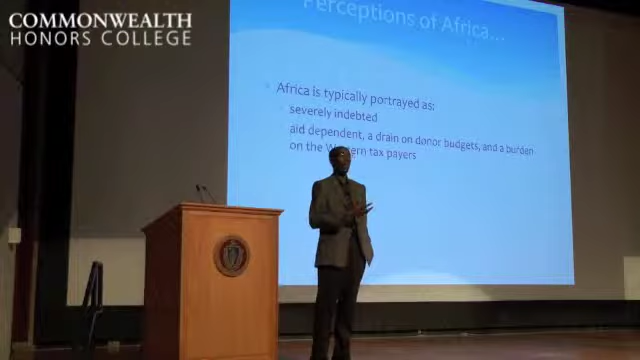 COMMONWEALTH
HONORS COLLEGE
Perceptions of Africa...
Africa is typically portrayed as:
severely indebted
aid dependent, a drain on donor budgets, and a burden
on the Western tax payers